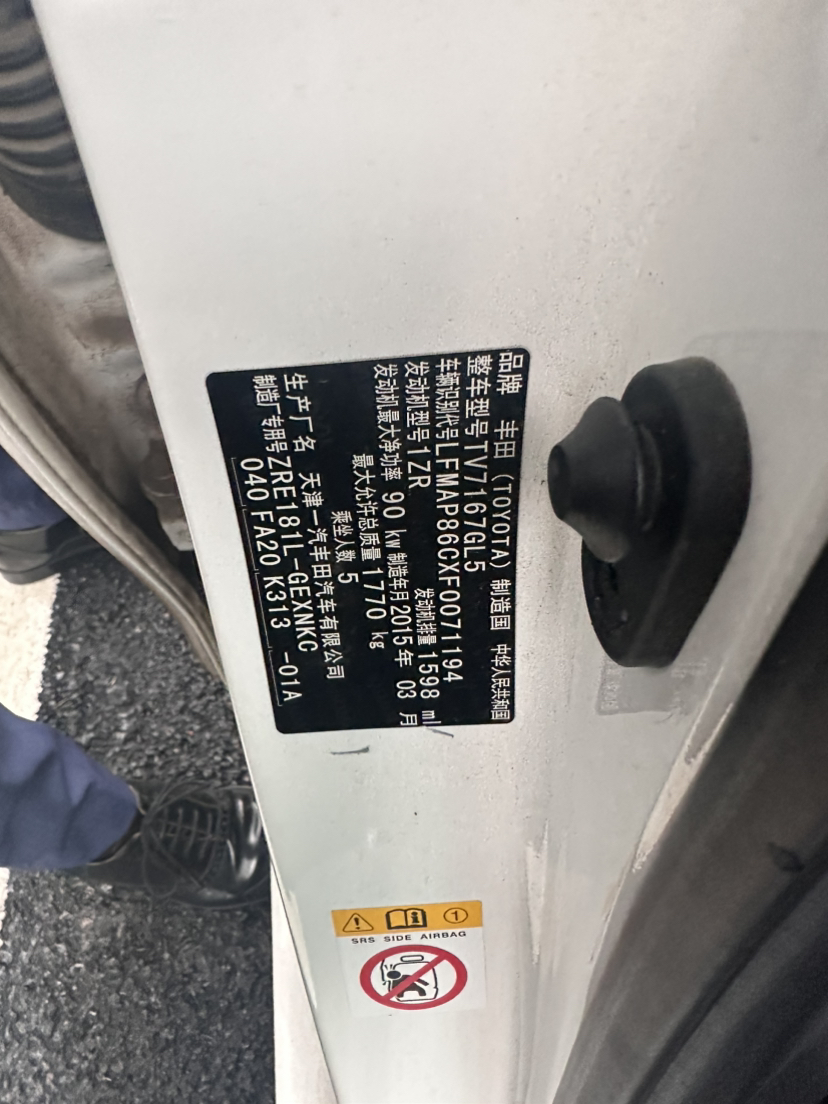 品牌 丰田 (TOYOTA) 制造国 中华人民共和国
整车型号TV7167GL5
车辆识别代号LFMAP86CXF0071194
发动机型号1ZR 发动机排量1598 ml
发动机最大净功率 90 kw 制造年月2015年 03月
最大允许总质量1770 kg
乘坐人数 5
生产厂名 天津一汽丰田汽车有限公司
制造厂专用号ZRE181L-GEXNKC
040 FA20 K313 -01A
1
SRS SIDE AIRBAG